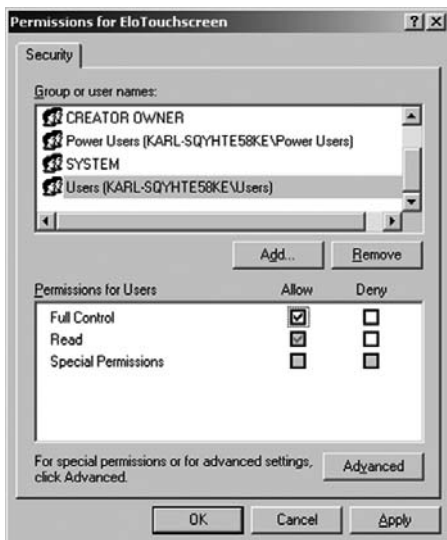 Permissions for EloTouchscreen
Security
Group or user names:
CREATOR OWNER
Power Users (KARL-SQYHTE58KE\Power Users)
SYSTEM
Users (KARL-SQYHTE58KE\Users)
Add... Remove
Permissions for Users Allow Deny
Full Control
Read
Special Permissions
For special permissions or for advanced settings,
click Advanced.
Advanced
OK Cancel Apply